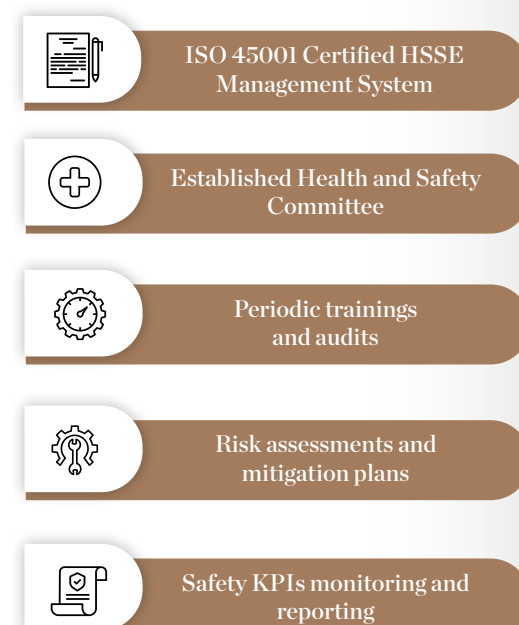 ISO 45001 Certified HSSE
Management System
Established Health and Safety
Committee
Periodic trainings
and audits
Risk assessments and
mitigation plans
Safety KPIs monitoring and
reporting